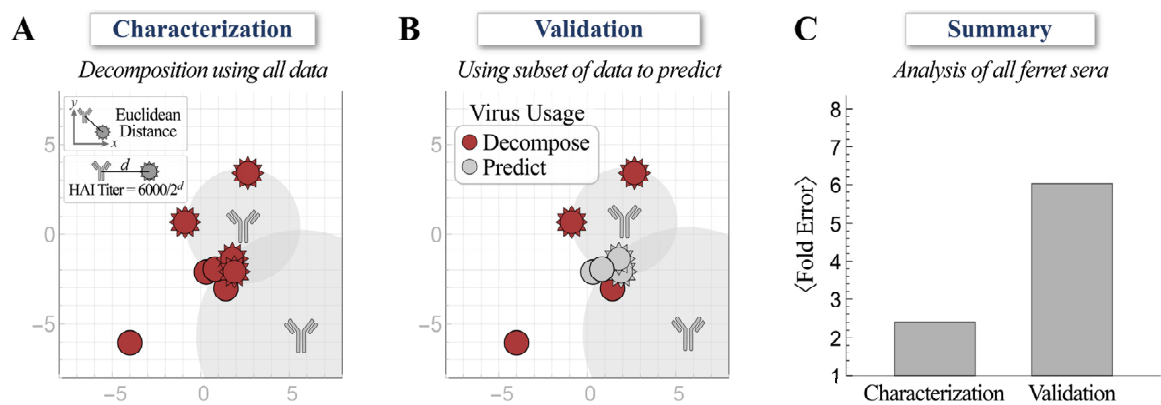 A
Characterization
Decomposition using all data
y
x
Euclidean
Distance
d
HAI Titer = 6000/2^d
5
0
−5
−5
0
5
B
Validation
Using subset of data to predict
Virus Usage
Decompose
Predict
5
0
−5
−5
0
5
C
Summary
Analysis of all ferret sera
⟨Fold Error⟩
8
7
6
5
4
3
2
1
Characterization
Validation